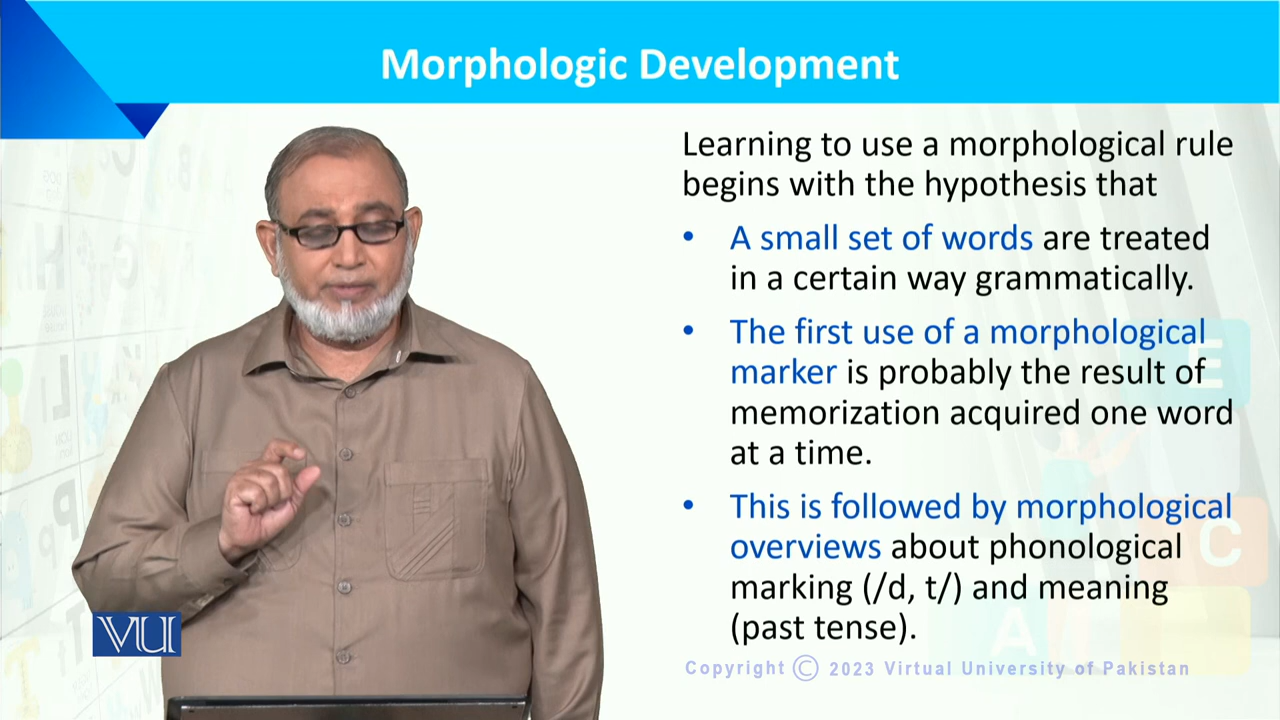 Morphologic Development
Learning to use a morphological rule
begins with the hypothesis that
• A small set of words are treated
in a certain way grammatically.
• The first use of a morphological
marker is probably the result of
memorization acquired one word
at a time.
• This is followed by morphological
overviews about phonological
marking (/d, t/) and meaning
(past tense).
VU
Copyright © 2023 Virtual University of Pakistan